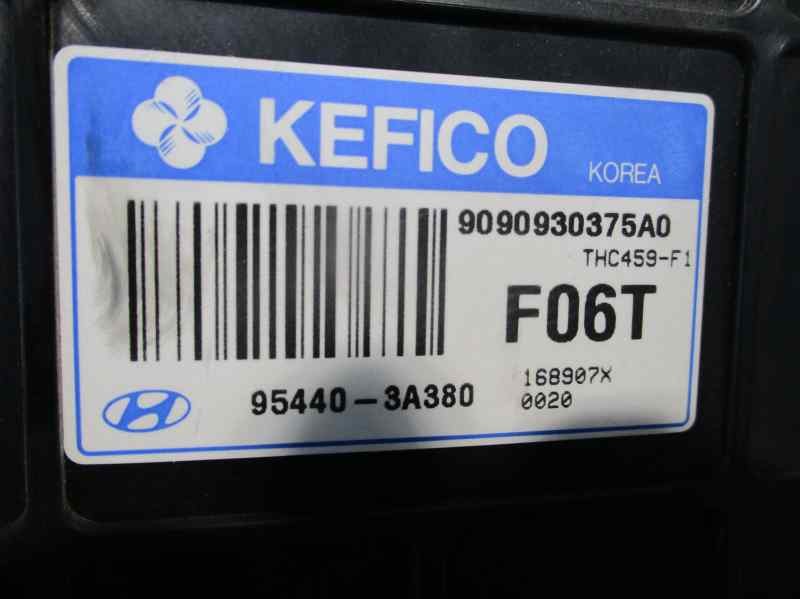 KEFICO
KOREA
9090930375A0
THC459-F1
F06T
168907X
0020
95440-3A380